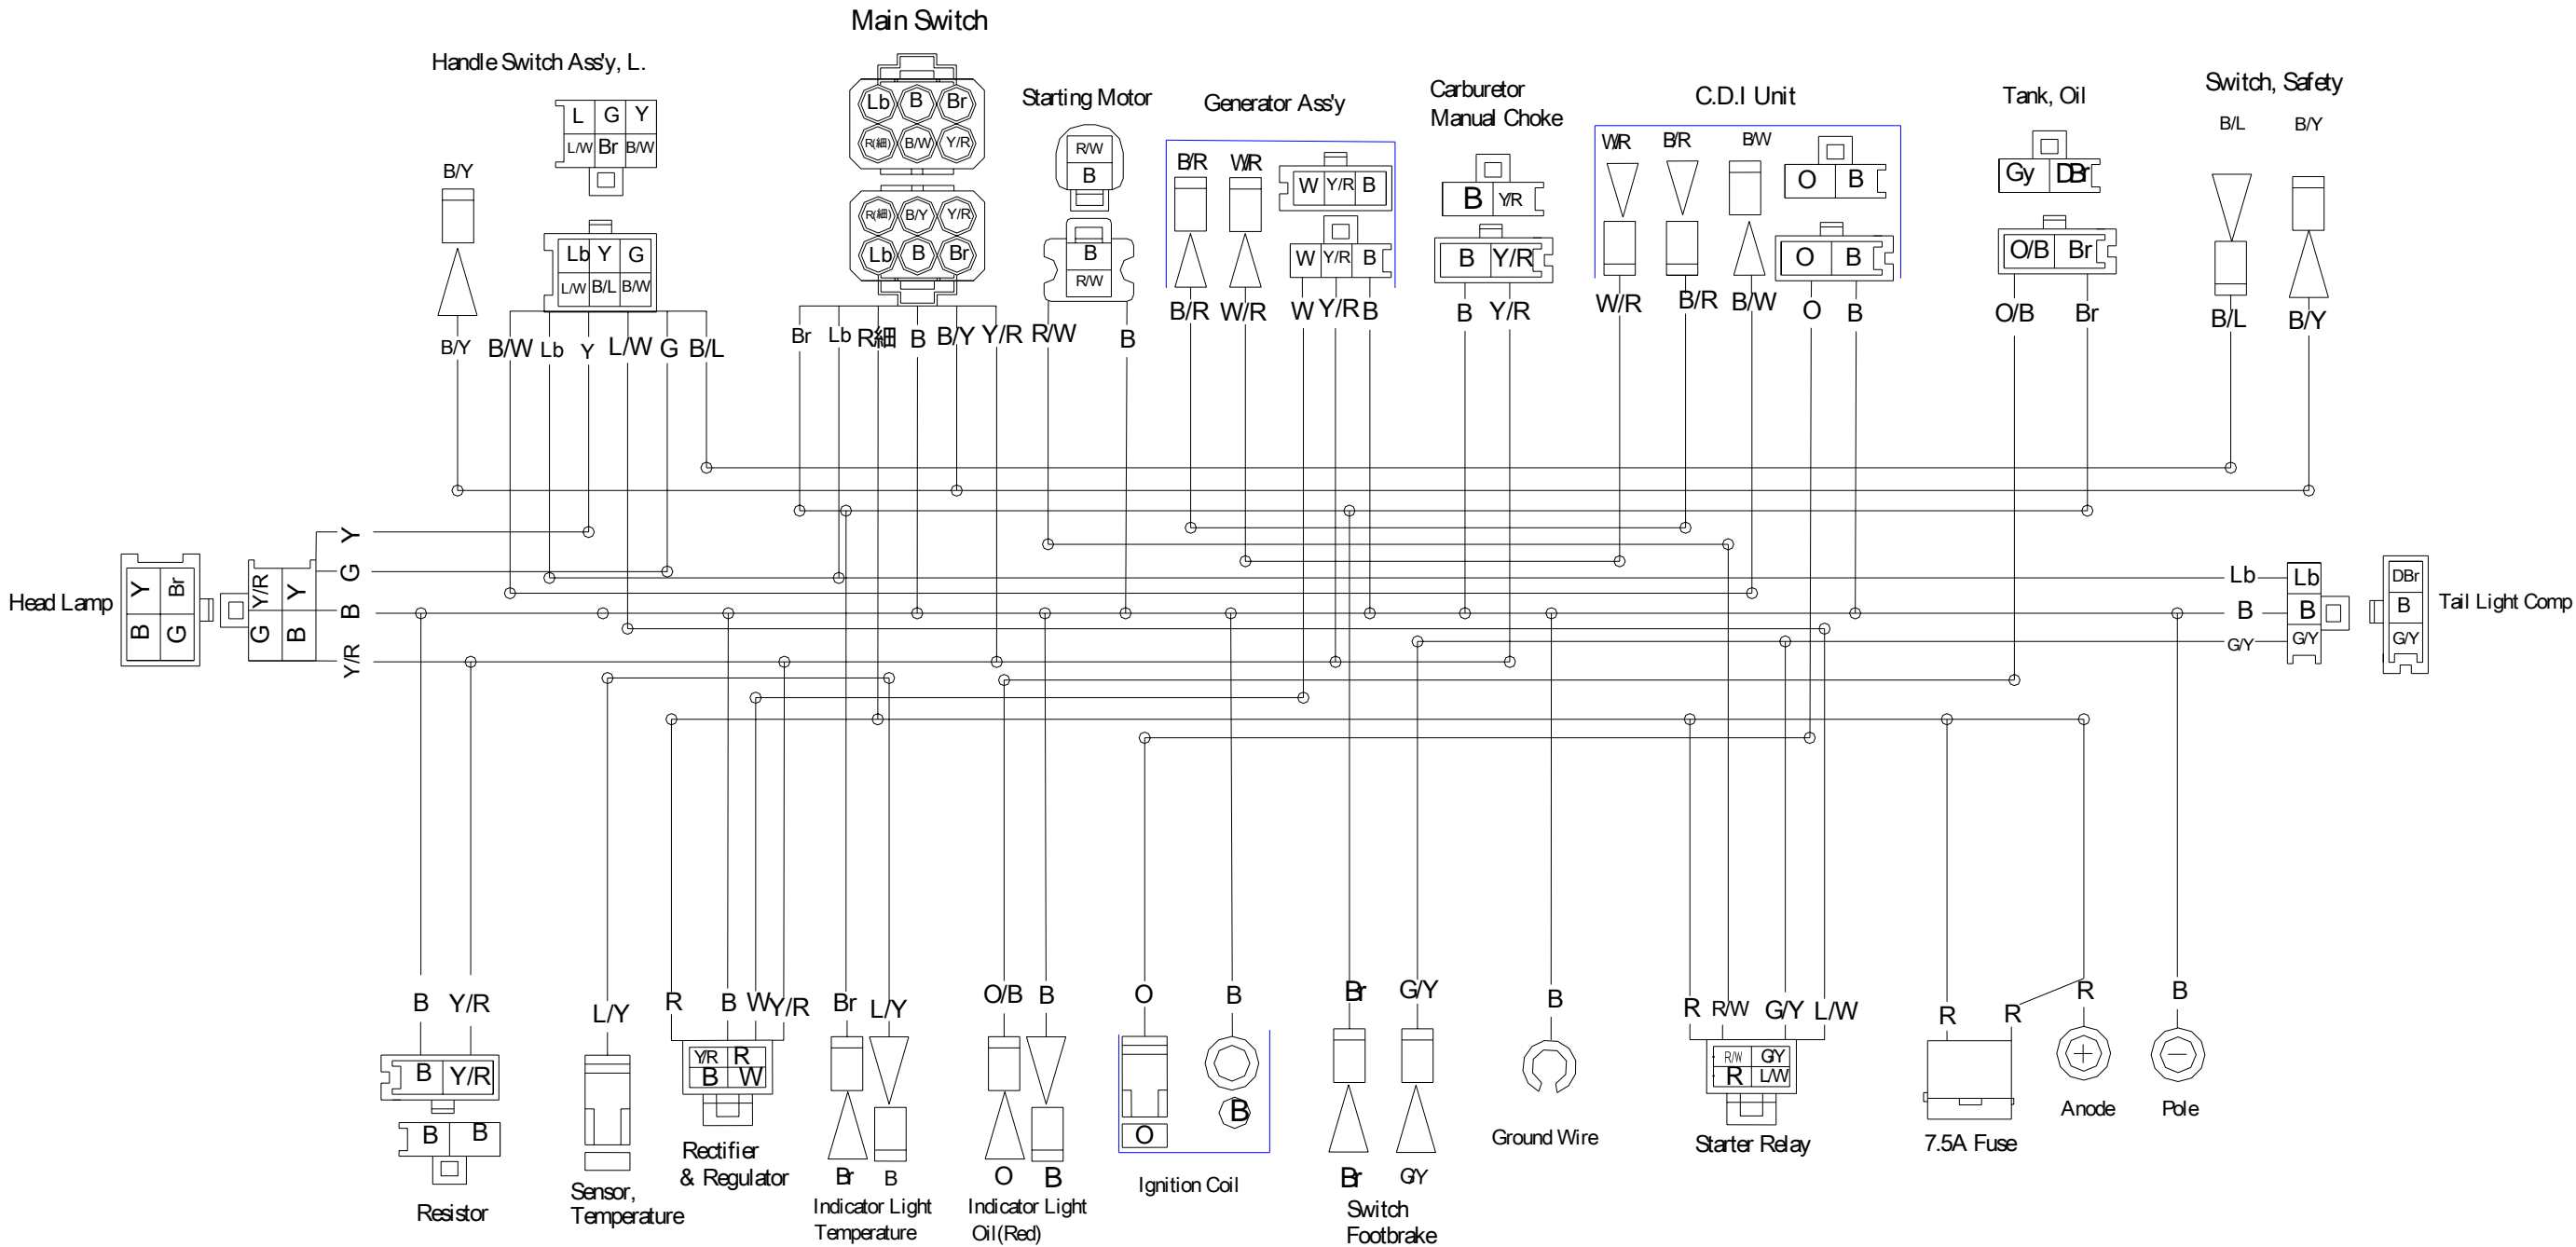 Main Switch
Handle Switch Ass'y, L.
Starting Motor
Generator Ass'y
Carburetor
Manual Choke
C.D.I Unit
Tank, Oil
Switch, Safety
B/Y
L G Y
L/W Br B/W
Lb Y G
L/W B/L B/W
Lb B Br
R(細) B/W Y/R
R(細) B/Y Y/R
Lb B Br
R/W
B
B
R/W
B/R W/R
W Y/R B
W Y/R B
B Y/R
B Y/R
W/R B/R B/W
O B
O B
Gy DBr
O/B Br
B/L B/Y
B/Y B/W Lb Y L/W G B/L
Br Lb R細 B B/Y Y/R
R/W B
B/R W/R W Y/R B
B Y/R
W/R B/R B/W O B
O/B Br
B/L B/Y
Head Lamp
Y Br
B G
Y/R Y
G B
Y
G
B
Y/R
Lb
B
G/Y
Lb
B
G/Y
DBr
B
G/Y
Tail Light Comp
B Y/R
L/Y
R B W Y/R
Br L/Y
O/B B
O B
Br G/Y
B
R R/W G/Y L/W
R R
R
B
B Y/R
B B
Resistor
Sensor,
Temperature
Y/R R
B W
Rectifier
& Regulator
Br B
Indicator Light
Temperature
O B
Indicator Light
Oil(Red)
O B
Ignition Coil
Br G/Y
Switch
Footbrake
Ground Wire
R/W G/Y
R L/W
Starter Relay
7.5A Fuse
Anode
Pole